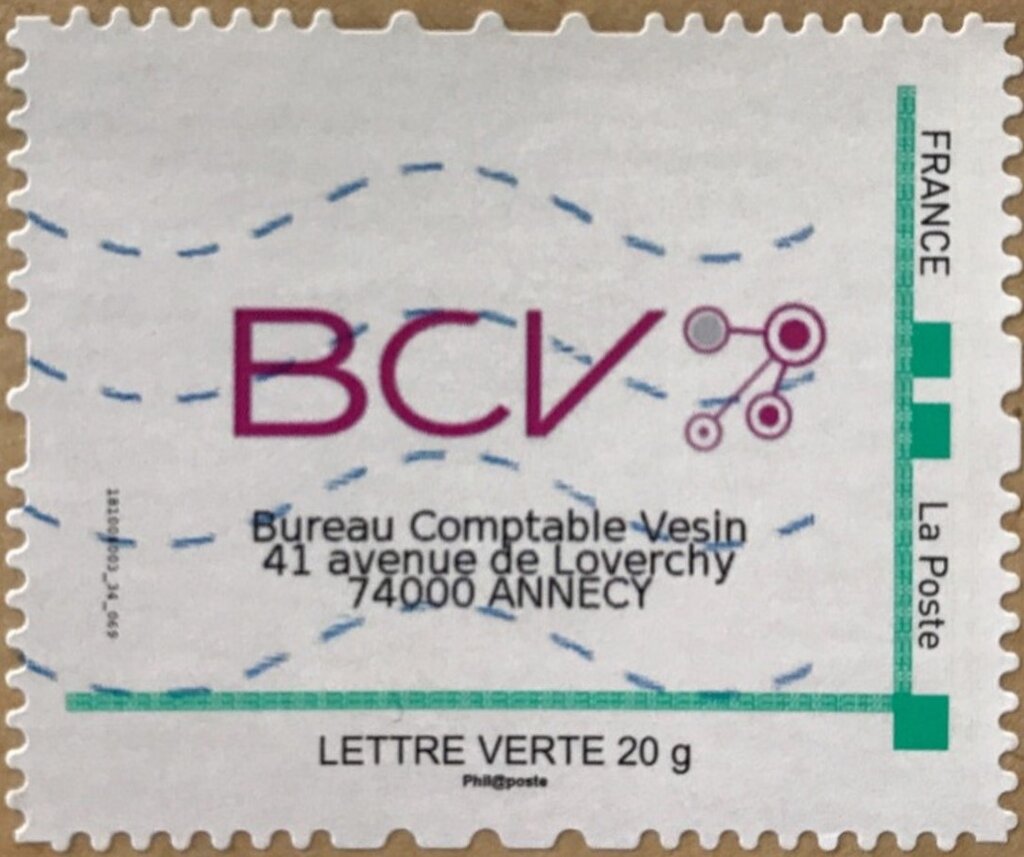 FRANCE
BCV
Bureau Comptable Vesin
41 avenue de Loverchy
74000 ANNECY
La Poste
LETTRE VERTE 20 g
Phil@poste